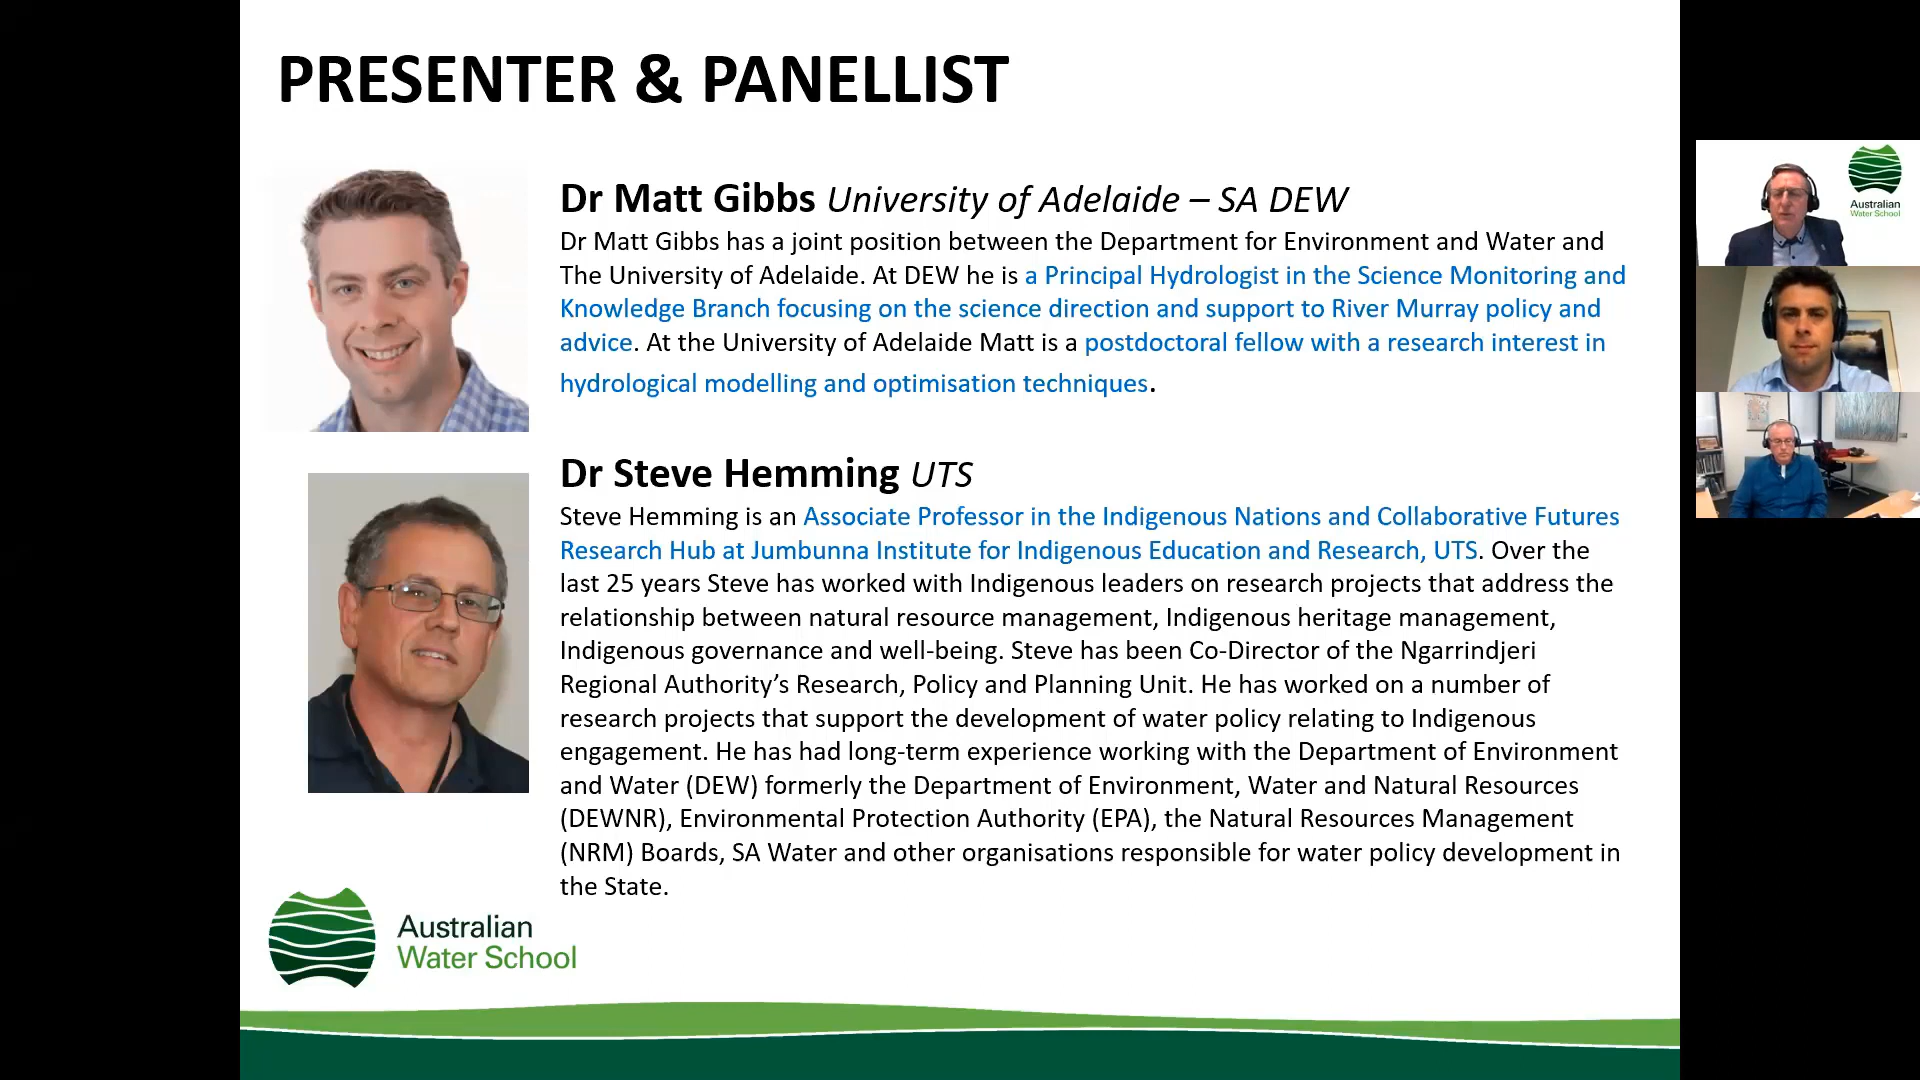 PRESENTER & PANELLIST
Dr Matt Gibbs University of Adelaide – SA DEW
Dr Matt Gibbs has a joint position between the Department for Environment and Water and
The University of Adelaide. At DEW he is a Principal Hydrologist in the Science Monitoring and
Knowledge Branch focusing on the science direction and support to River Murray policy and
advice. At the University of Adelaide Matt is a postdoctoral fellow with a research interest in
hydrological modelling and optimisation techniques.
Dr Steve Hemming UTS
Steve Hemming is an Associate Professor in the Indigenous Nations and Collaborative Futures
Research Hub at Jumbunna Institute for Indigenous Education and Research, UTS. Over the
last 25 years Steve has worked with Indigenous leaders on research projects that address the
relationship between natural resource management, Indigenous heritage management,
Indigenous governance and well-being. Steve has been Co-Director of the Ngarrindjeri
Regional Authority’s Research, Policy and Planning Unit. He has worked on a number of
research projects that support the development of water policy relating to Indigenous
engagement. He has had long-term experience working with the Department of Environment
and Water (DEW) formerly the Department of Environment, Water and Natural Resources
(DEWNR), Environmental Protection Authority (EPA), the Natural Resources Management
(NRM) Boards, SA Water and other organisations responsible for water policy development in
the State.
Australian
Water School
Australian
Water School